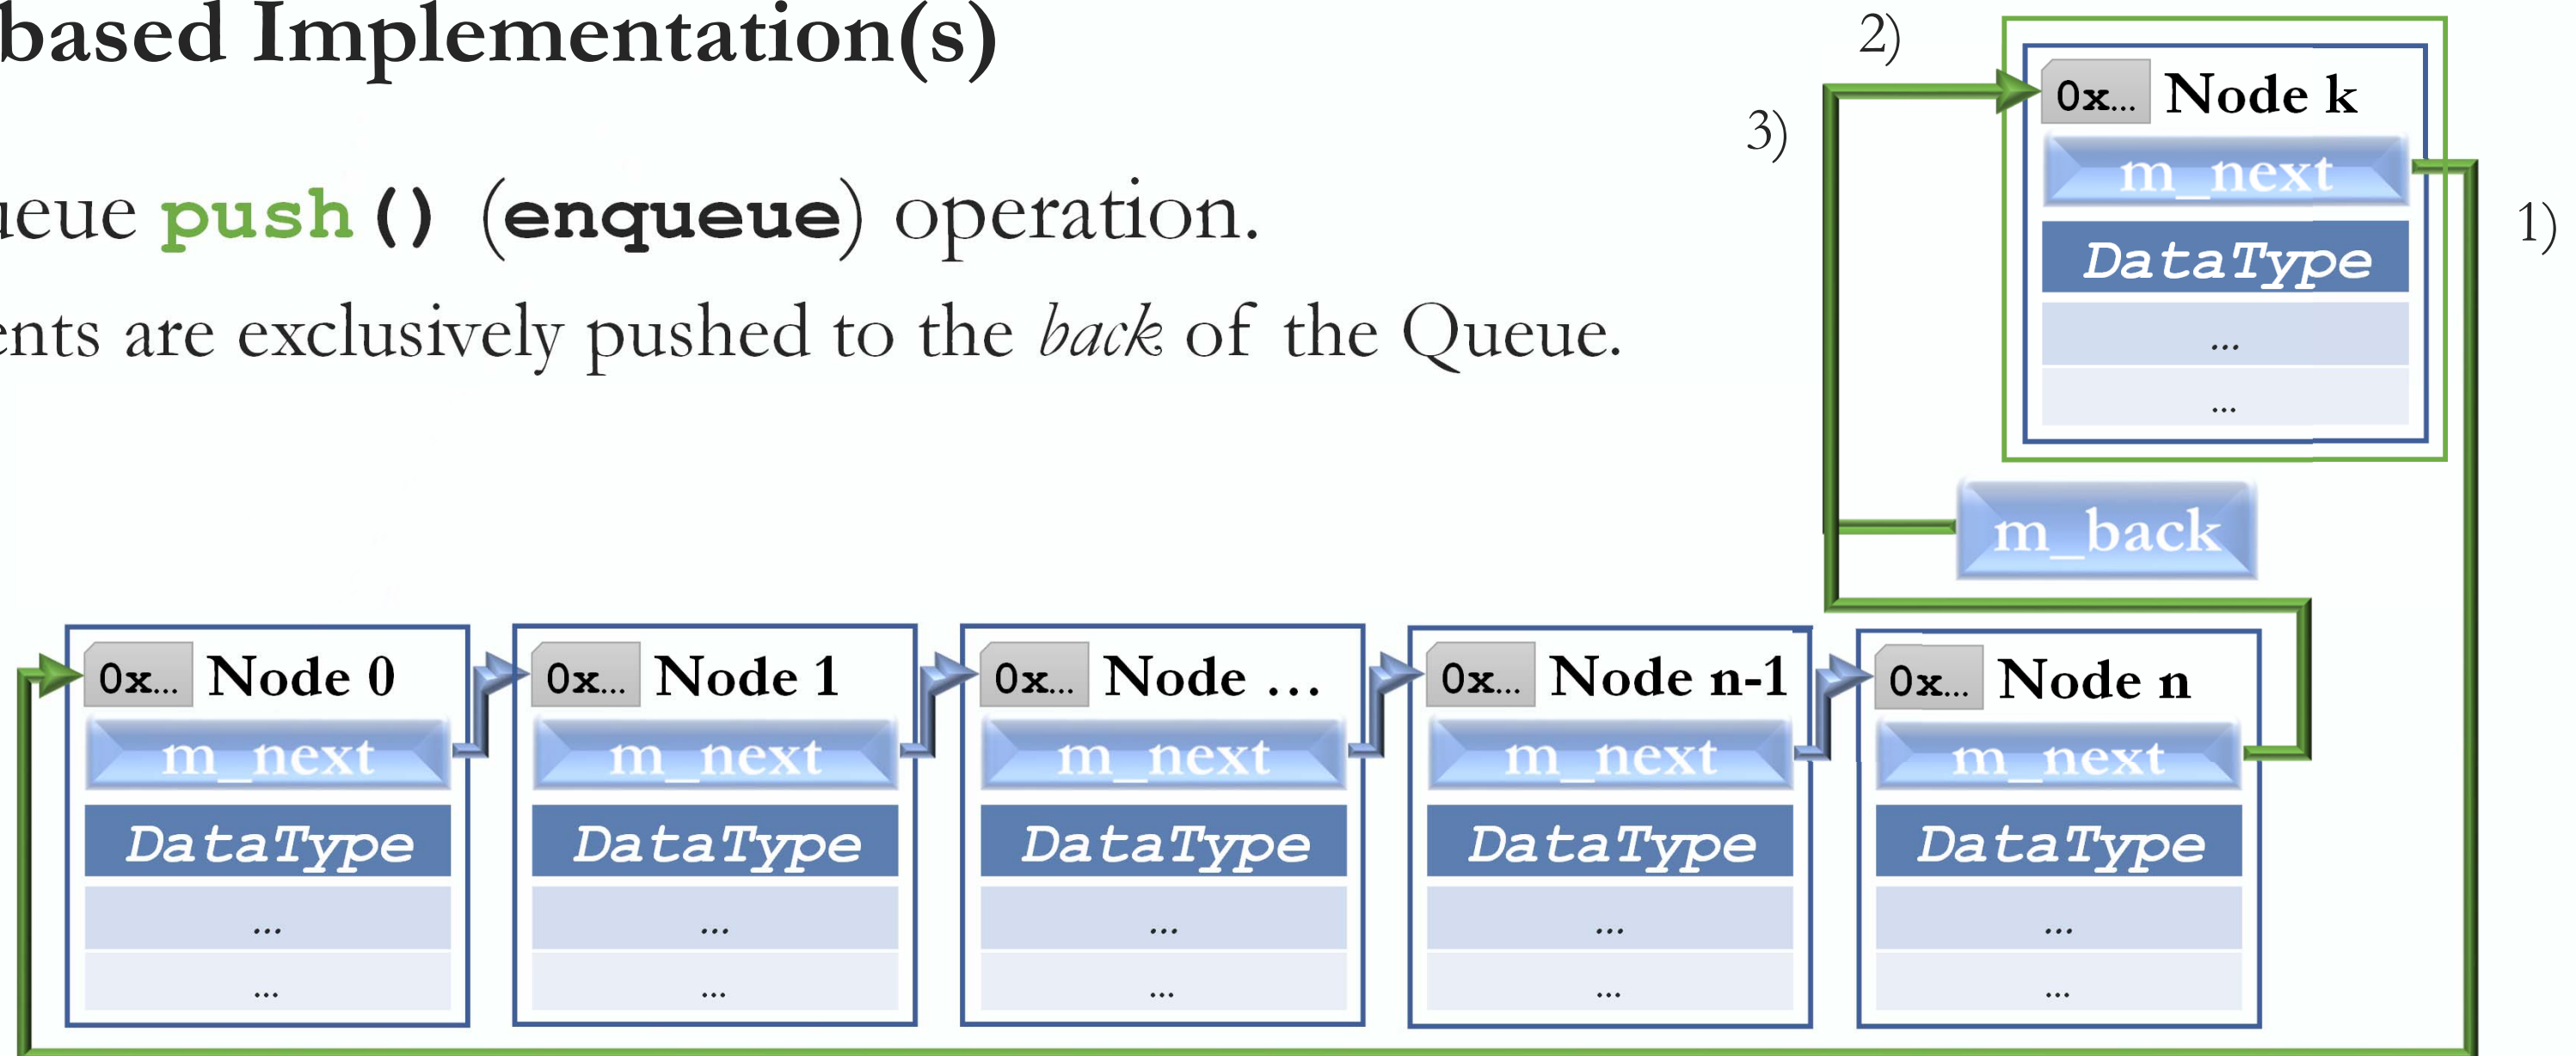 based Implementation(s)
ueue push() (enqueue) operation.
ents are exclusively pushed to the back of the Queue.
2)
3)
1)
0x... Node k
m_next
DataType
...
...
m_back
0x... Node 0
m_next
DataType
...
...
0x... Node 1
m_next
DataType
...
...
0x... Node ...
m_next
DataType
...
...
0x... Node n-1
m_next
DataType
...
...
0x... Node n
m_next
DataType
...
...